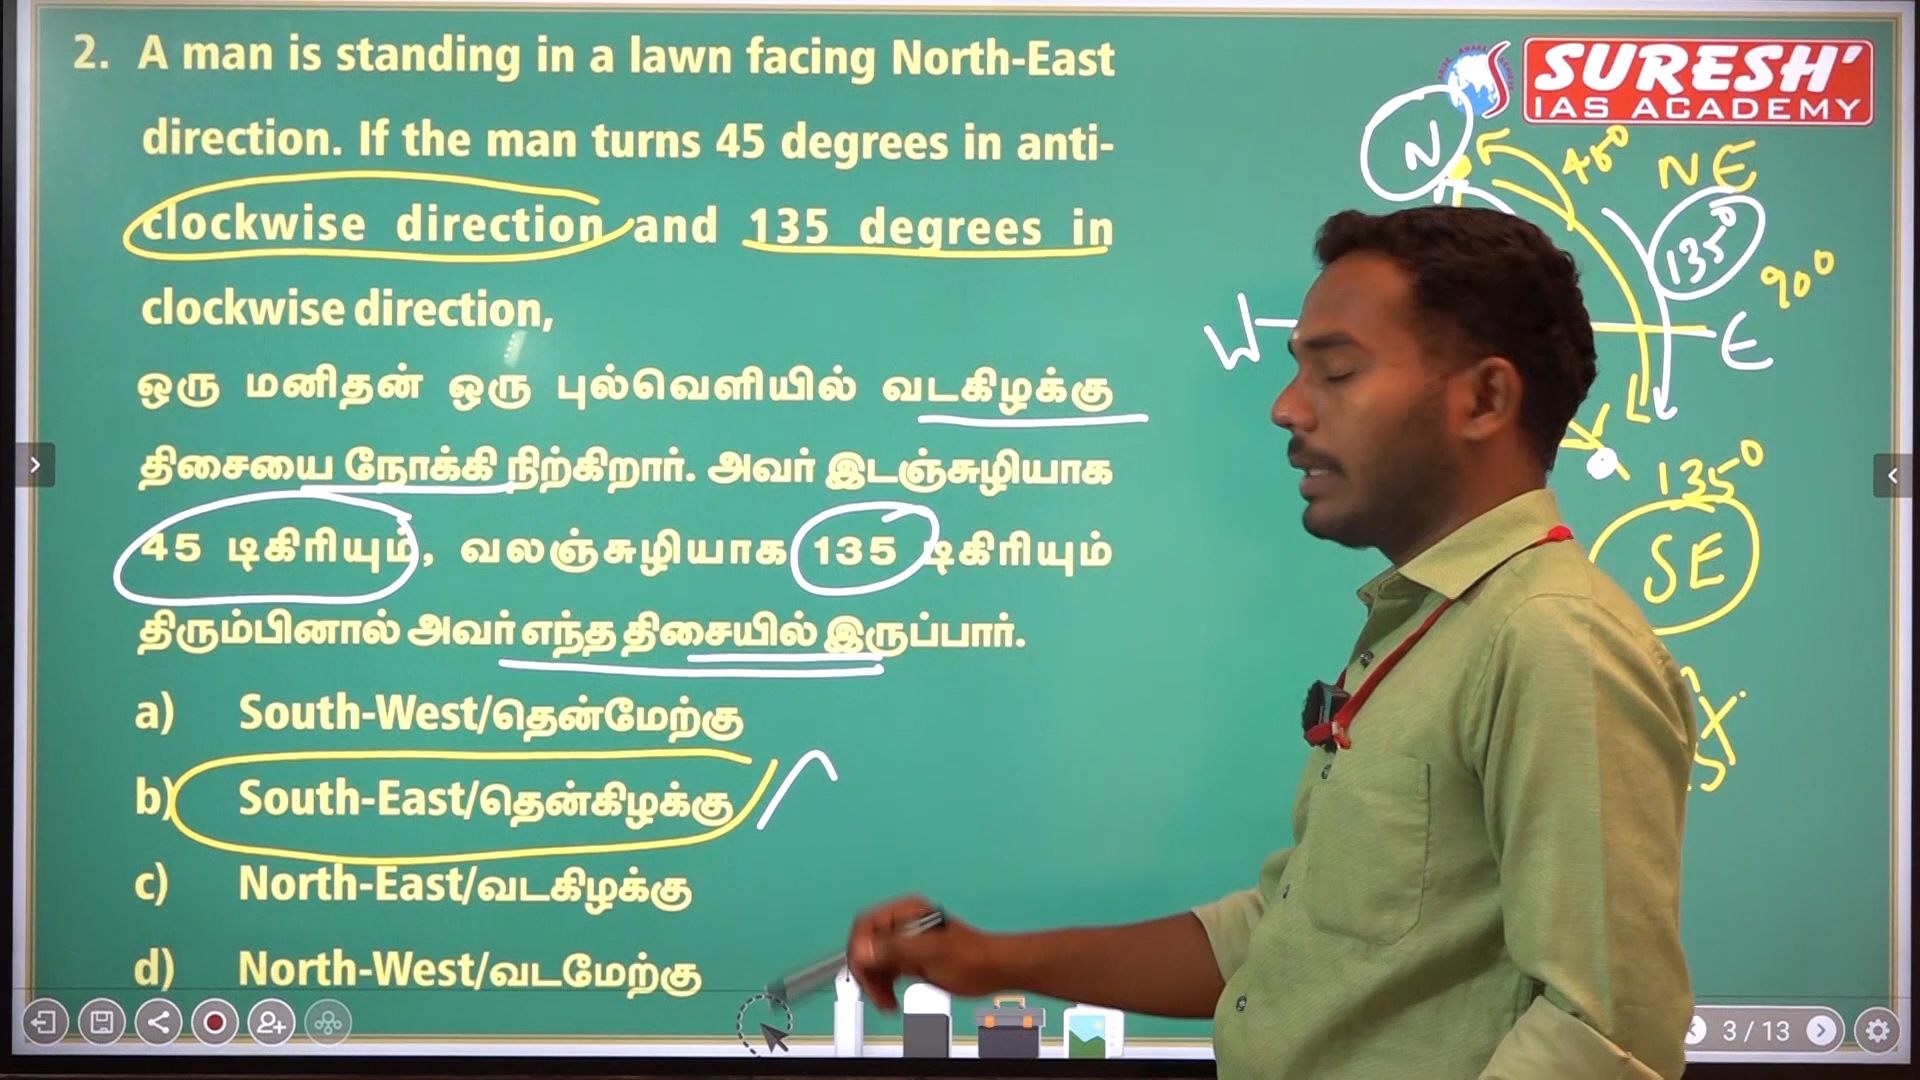 2. A man is standing in a lawn facing North-East
direction. If the man turns 45 degrees in anti-
clockwise direction and 135 degrees in
clockwise direction,
ஒரு மனிதன் ஒரு புல்வெளியில் வடகிழக்கு
திசையை நோக்கி நிற்கிறார். அவர் இடஞ்சுழியாக
45 டிகிரியும், வலஞ்சுழியாக 135 டிகிரியும்
திரும்பினால் அவர் எந்த திசையில் இருப்பார்.
a) South-West/தென்மேற்கு
b) South-East/தென்கிழக்கு
c) North-East/வடகிழக்கு
d) North-West/வடமேற்கு
SURESH'
IAS ACADEMY
N
45°
NE
135°
90°
W
E
135°
SE
3 / 13